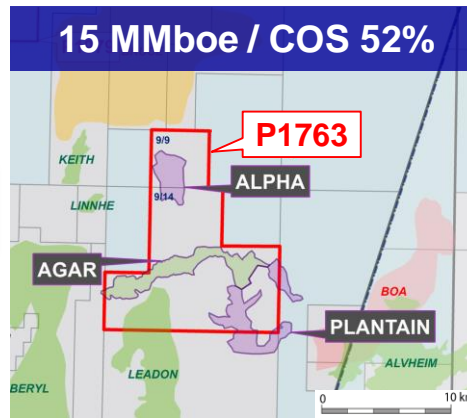 15 MMboe / COS 52%
P1763
9/9
KEITH
ALPHA
9/14
LINNHE
AGAR
BOA
PLANTAIN
LEADON
ALVHEIM
BERYL
0 10 k